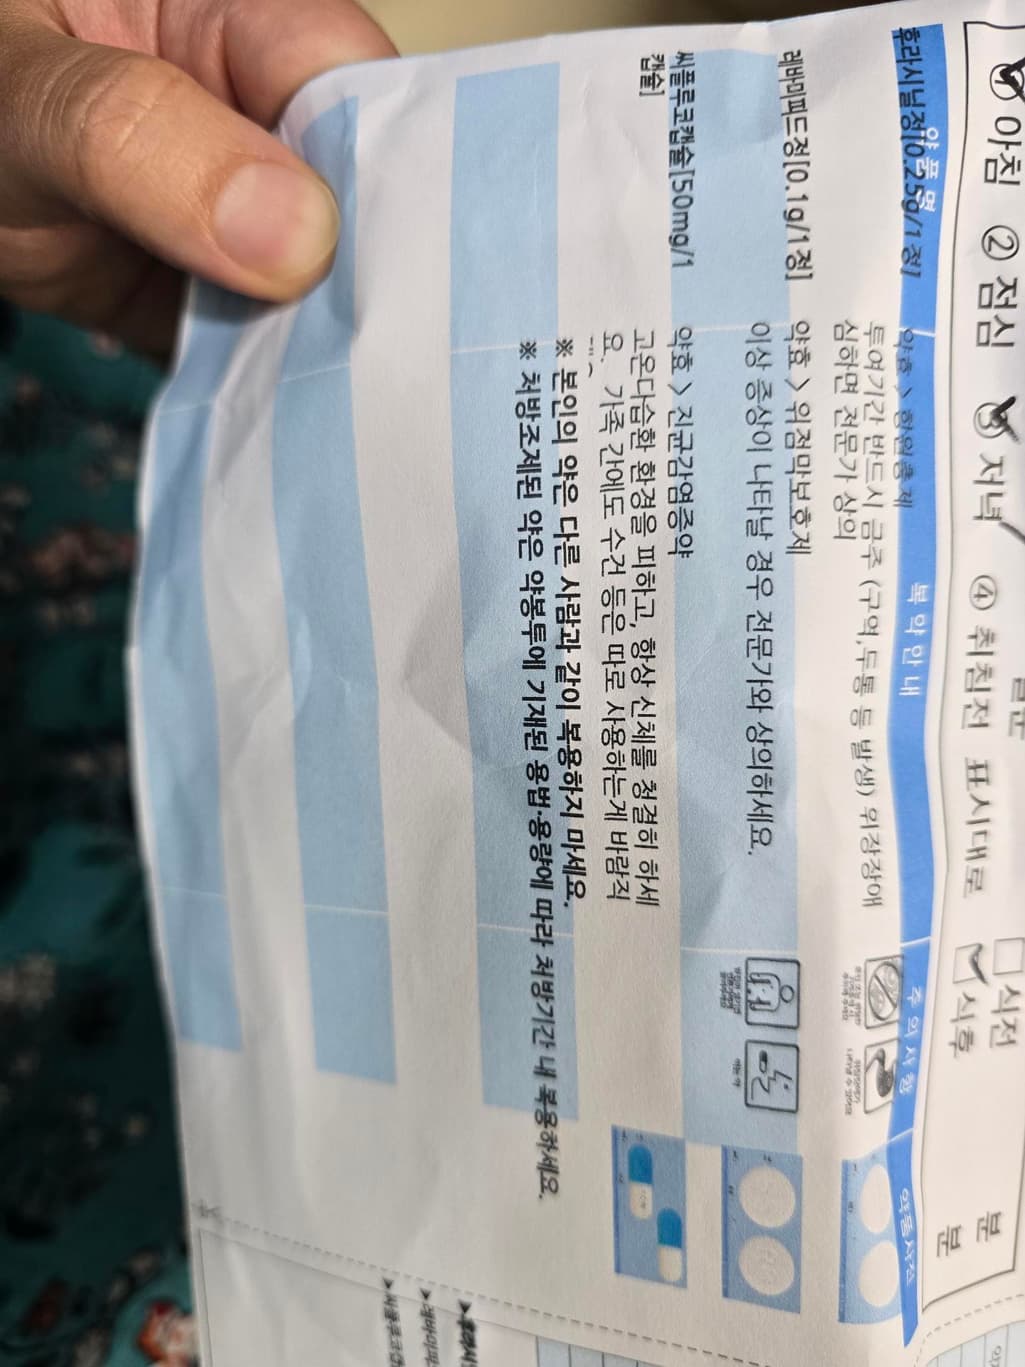 ① 아침 ② 점심 ③ 저녁 ④ 취침전 표시대로
식전 분
식후 분
약품명 복약안내 주의사항 약품사진
후라시닐정[0.25g/1정]
약효 > 항원충제
투여기간 반드시 금주 (구역,두통 등 발생) 위장장애
심하면 전문가 상의
레바미피드정[0.1g/1정]
약효 > 위점막보호제
이상 증상이 나타날 경우 전문가와 상의하세요.
씨플루코캡슐[50mg/1
캡슐]
약효 > 진균감염증약
고온다습한 환경을 피하고, 항상 신체를 청결히 하세
요. 가족 간에도 수건 등은 따로 사용하는게 바람직
※ 본인의 약은 다른 사람과 같이 복용하지 마세요.
※ 처방조제된 약은 약봉투에 기재된 용법·용량에 따라 처방기간 내 복용하세요.